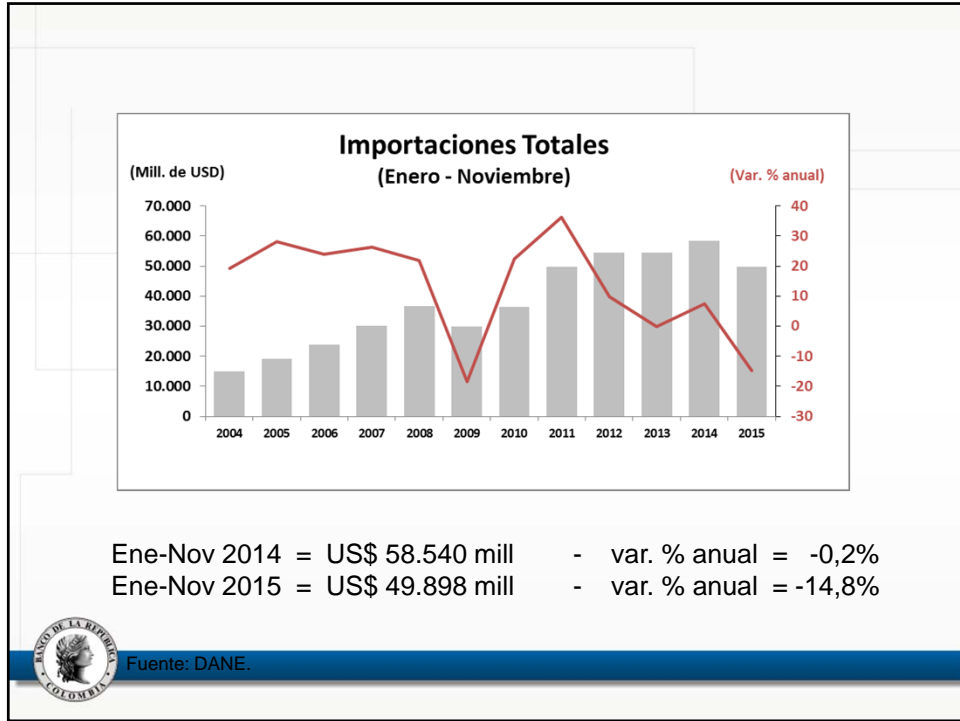 Importaciones Totales
(Enero - Noviembre)
(Mill. de USD)
(Var. % anual)
70.000
60.000
50.000
40.000
30.000
20.000
10.000
0
40
30
20
10
0
-10
-20
-30
2004 2005 2006 2007 2008 2009 2010 2011 2012 2013 2014 2015
Ene-Nov 2014 = US$ 58.540 mill - var. % anual = -0,2%
Ene-Nov 2015 = US$ 49.898 mill - var. % anual = -14,8%
BANCO DE LA REPÚBLICA
COLOMBIA
Fuente: DANE.